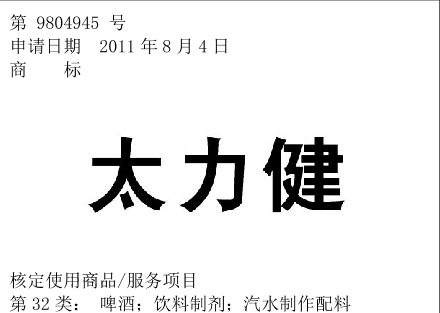 第 9804945 号
申请日期 2011 年 8 月 4 日
商 标
太力健
核定使用商品/服务项目
第 32 类： 啤酒；饮料制剂；汽水制作配料